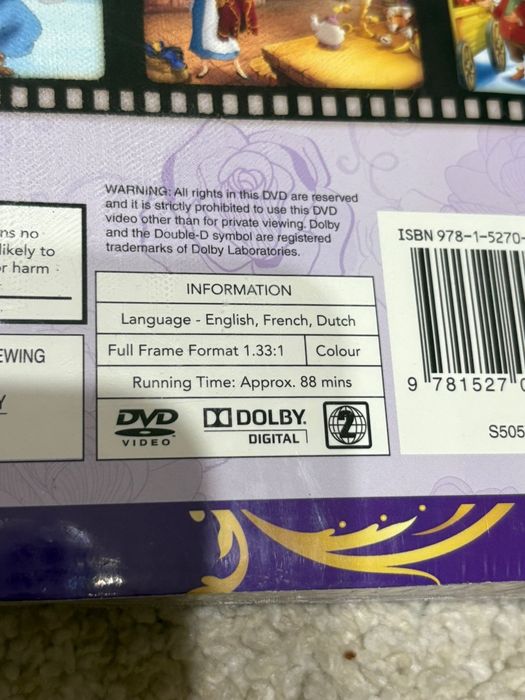 WARNING: All rights in this DVD are reserved
and it is strictly prohibited to use this DVD
video other than for private viewing. Dolby
and the Double-D symbol are registered
trademarks of Dolby Laboratories.
ns no
likely to
r harm
EWING
Y
INFORMATION
Language - English, French, Dutch
Full Frame Format 1.33:1 Colour
Running Time: Approx. 88 mins
DVD
VIDEO
DOLBY.
DIGITAL
2
ISBN 978-1-5270-
9 781527 0
S505